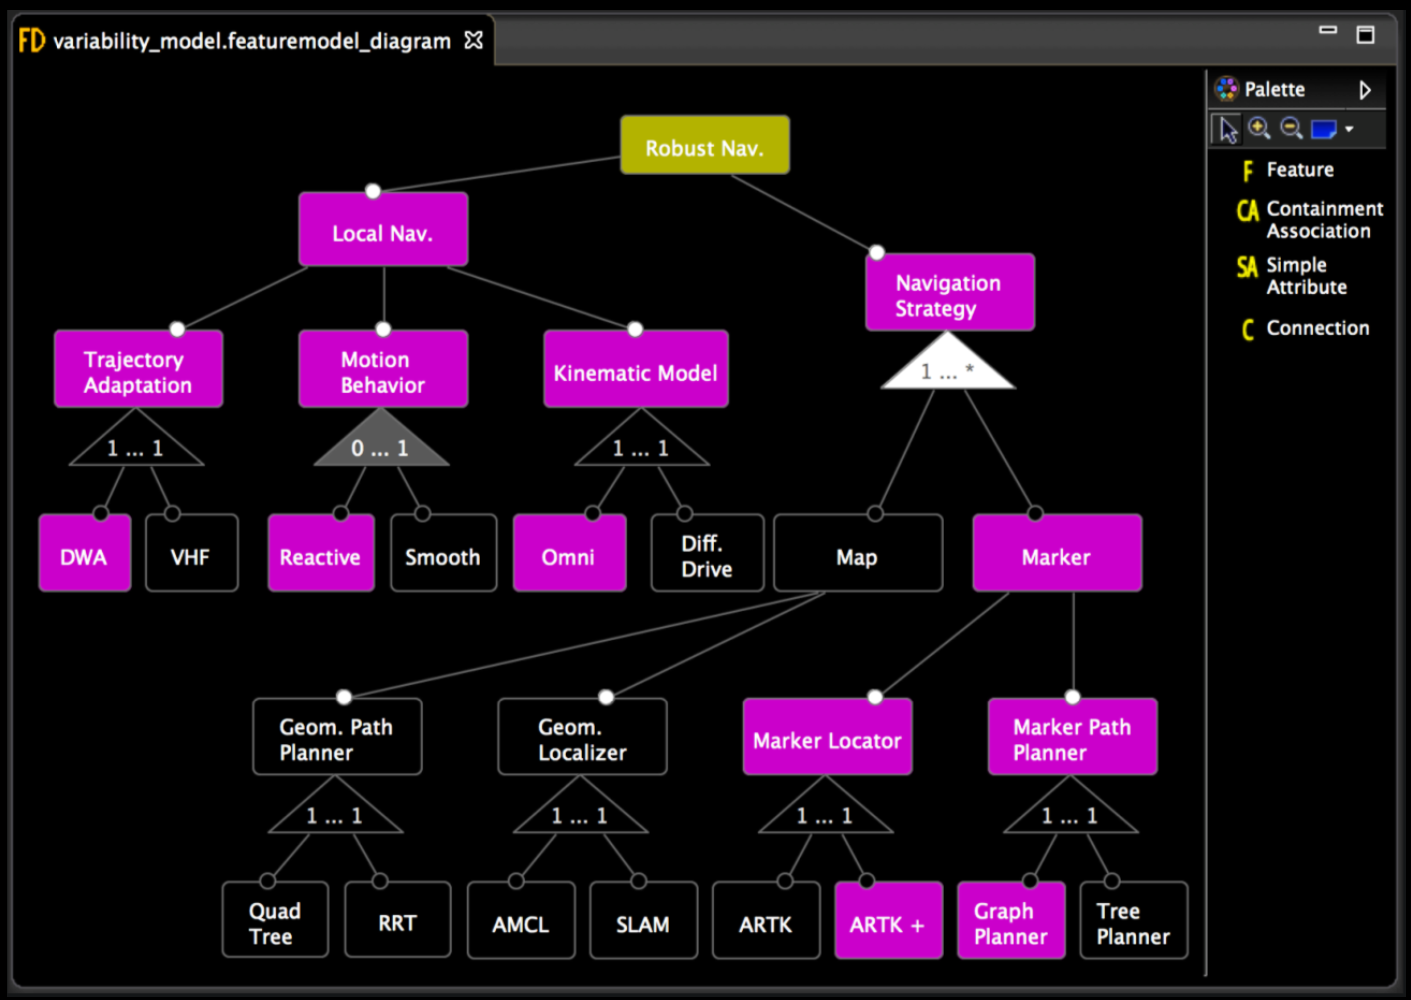 FD variability_model.featuremodel_diagram
Palette
F Feature
CA Containment
Association
SA Simple
Attribute
C Connection
Robust Nav.
Local Nav.
Navigation
Strategy
1 ... *
Trajectory
Adaptation
Motion
Behavior
Kinematic Model
1 ... 1
0 ... 1
1 ... 1
DWA
VHF
Reactive
Smooth
Omni
Diff.
Drive
Map
Marker
Geom. Path
Planner
Geom.
Localizer
Marker Locator
Marker Path
Planner
1 ... 1
1 ... 1
1 ... 1
1 ... 1
Quad
Tree
RRT
AMCL
SLAM
ARTK
ARTK +
Graph
Planner
Tree
Planner